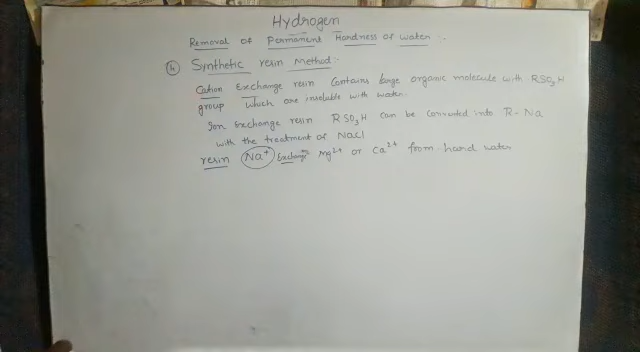 Hydrogen
Removal of Permanent Hardness of water :-
④ Synthetic resin Method :-
Cation Exchange resin Contains large organic molecule with RSO3H
group which are insoluble with water.
Ion Exchange resin RSO3H can be converted into R-Na
with the treatment of NaCl
resin Na+ Exchanges Mg2+ or Ca2+ from hard water